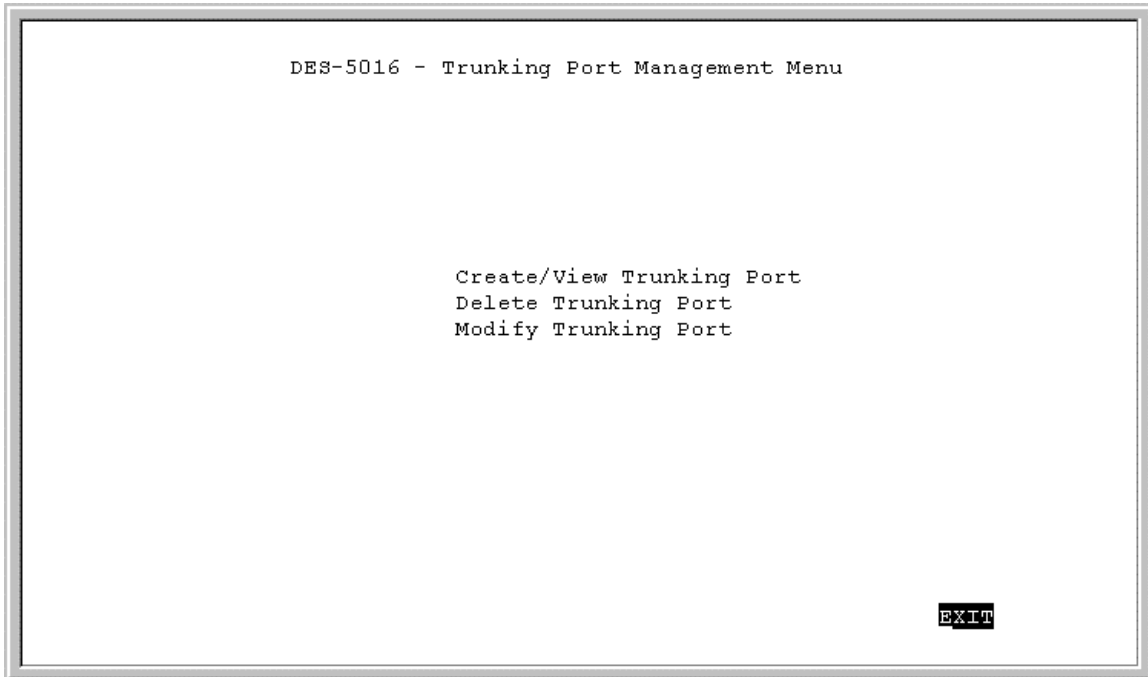 DES-5016 - Trunking Port Management Menu
Create/View Trunking Port
Delete Trunking Port
Modify Trunking Port
EXIT